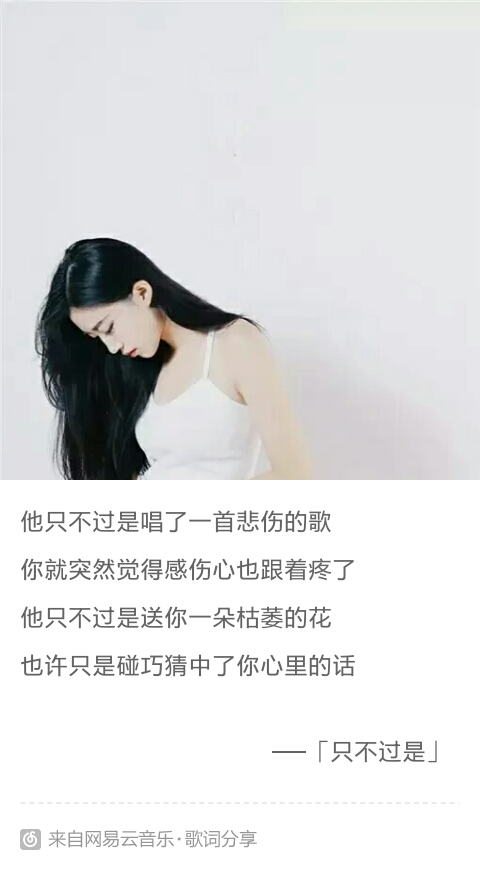 他只不过是唱了一首悲伤的歌
你就突然觉得感伤心也跟着疼了
他只不过是送你一朵枯萎的花
也许只是碰巧猜中了你心里的话
——「只不过是」
来自网易云音乐·歌词分享